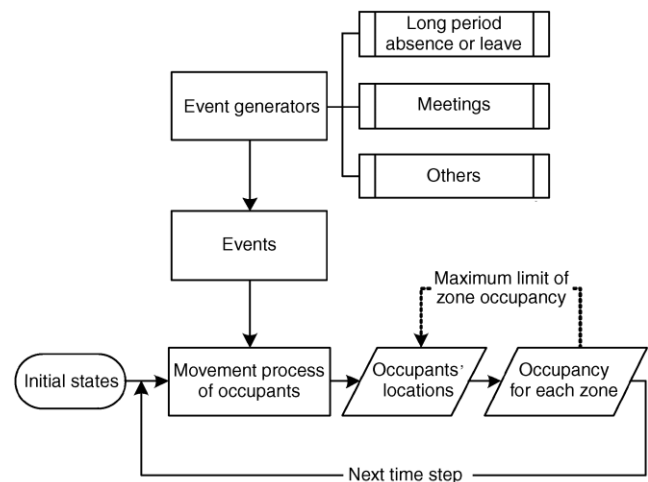 Long period
absence or leave
Event generators
Meetings
Others
Events
Maximum limit of
zone occupancy
Initial states
Movement process
of occupants
Occupants'
locations
Occupancy
for each zone
Next time step